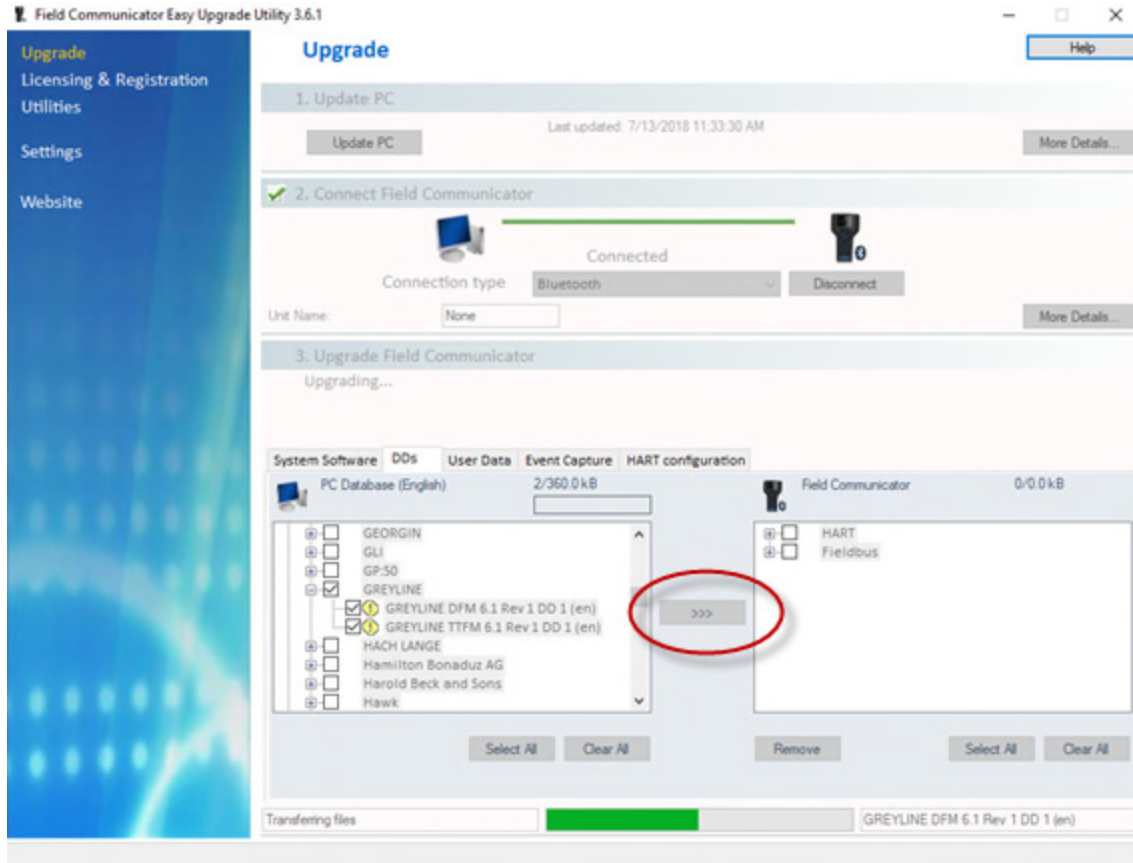 Field Communicator Easy Upgrade Utility 3.6.1
Upgrade
Licensing & Registration
Utilities
Settings
Website
Upgrade
Help
1. Update PC
Last updated: 7/13/2018 11:33:30 AM
Update PC
More Details...
2. Connect Field Communicator
Connected
Connection type
Bluetooth
Disconnect
Unit Name:
None
More Details...
3. Upgrade Field Communicator
Upgrading...
System Software DDs User Data Event Capture HART configuration
PC Database (English) 2/360.0 kB
Field Communicator 0/0.0 kB
GEORGIN
GLI
GP:50
GREYLINE
GREYLINE DFM 6.1 Rev 1 DD 1 (en)
GREYLINE TTFM 6.1 Rev 1 DD 1 (en)
HACH LANGE
Hamilton Bonaduz AG
Harold Beck and Sons
Hawk
>>>
HART
Fieldbus
Select All Clear All
Remove Select All Clear All
Transferring files
GREYLINE DFM 6.1 Rev 1 DD 1 (en)